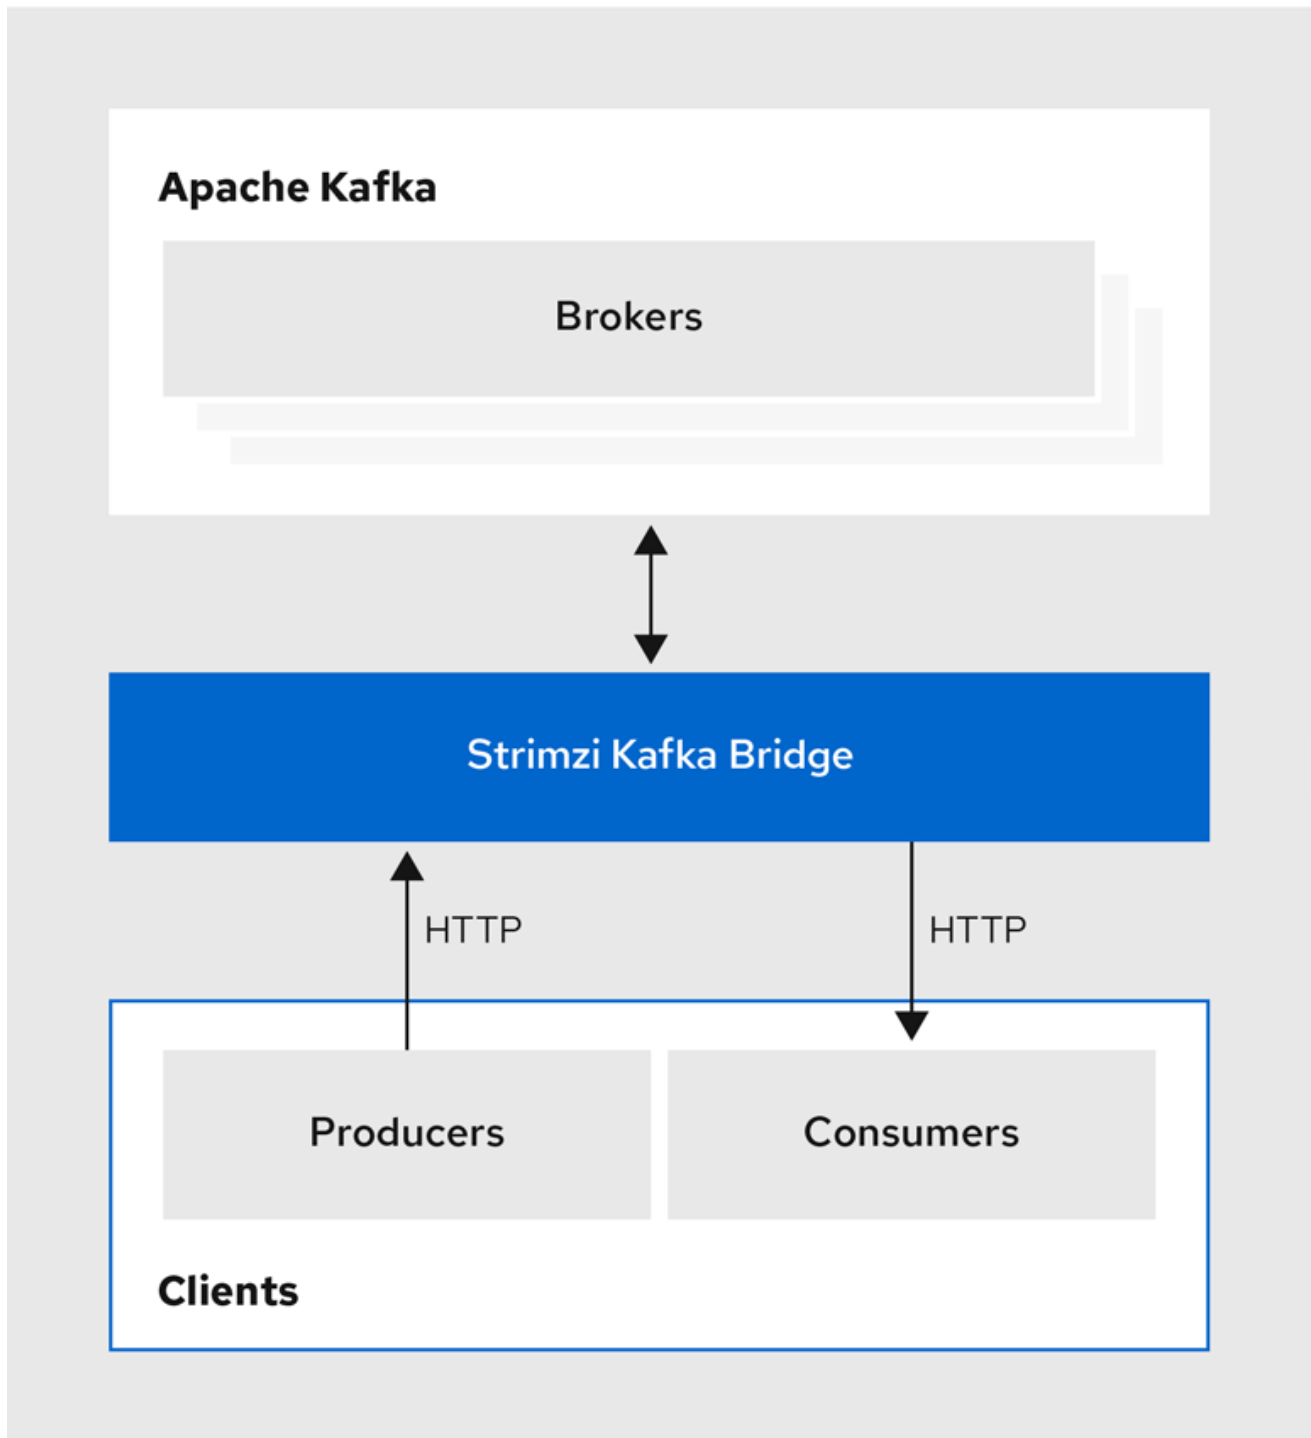 Apache Kafka
Brokers
Strimzi Kafka Bridge
HTTP
HTTP
Producers
Consumers
Clients